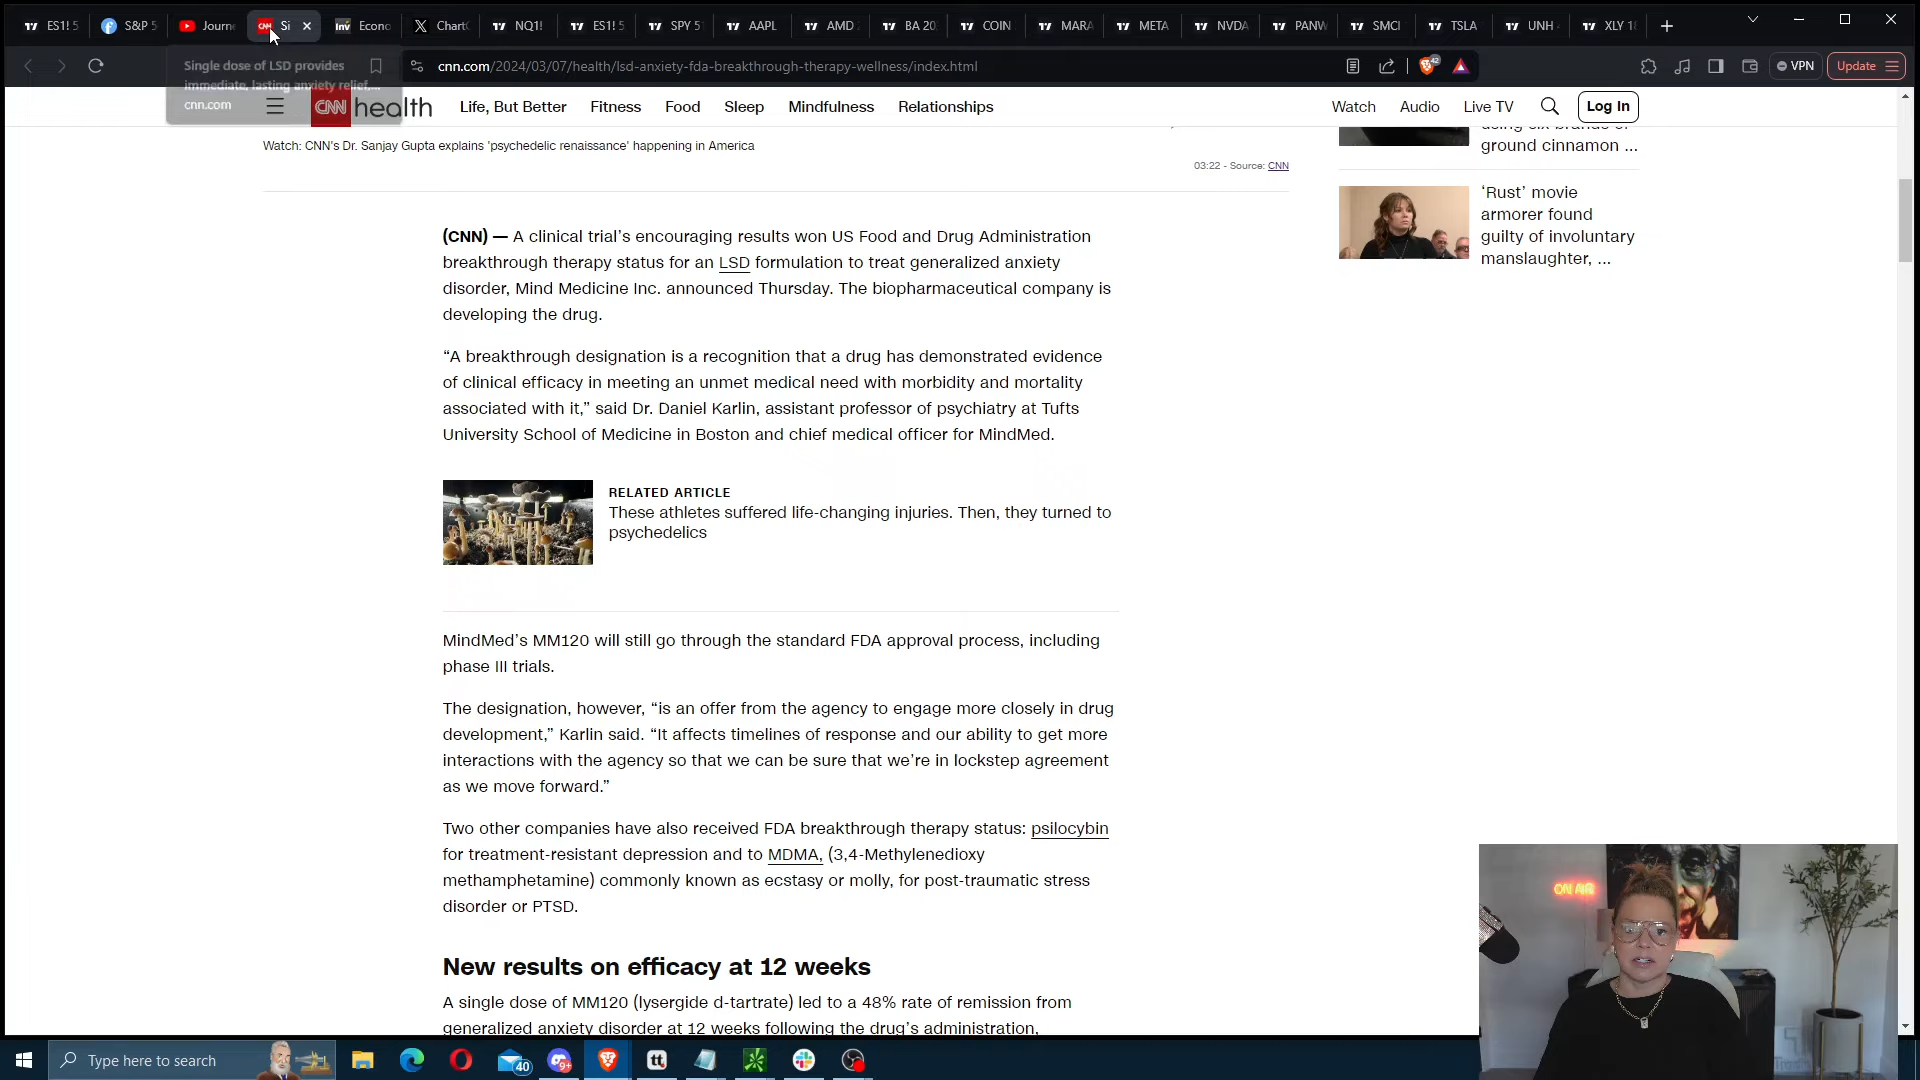 ES1! 5
S&P 5
Journ
Si
Econo
ChartC
NQ1!
ES1! 5
SPY 5
AAPL
AMD
BA 20
COIN
MARA
META
NVDA
PANW
SMCI
TSLA
UNH
XLY 1
cnn.com/2024/03/07/health/lsd-anxiety-fda-breakthrough-therapy-wellness/index.html
42
VPN
Update
Single dose of LSD provides
immediate, lasting anxiety relief,...
cnn.com
CNN health
Life, But Better
Fitness
Food
Sleep
Mindfulness
Relationships
Watch
Audio
Live TV
Log In
Watch: CNN's Dr. Sanjay Gupta explains 'psychedelic renaissance' happening in America
03:22 - Source: CNN
using six brands of
ground cinnamon ...
‘Rust’ movie
armorer found
guilty of involuntary
manslaughter, ...
(CNN) — A clinical trial’s encouraging results won US Food and Drug Administration
breakthrough therapy status for an LSD formulation to treat generalized anxiety
disorder, Mind Medicine Inc. announced Thursday. The biopharmaceutical company is
developing the drug.
“A breakthrough designation is a recognition that a drug has demonstrated evidence
of clinical efficacy in meeting an unmet medical need with morbidity and mortality
associated with it,” said Dr. Daniel Karlin, assistant professor of psychiatry at Tufts
University School of Medicine in Boston and chief medical officer for MindMed.
RELATED ARTICLE
These athletes suffered life-changing injuries. Then, they turned to
psychedelics
MindMed’s MM120 will still go through the standard FDA approval process, including
phase III trials.
The designation, however, “is an offer from the agency to engage more closely in drug
development,” Karlin said. “It affects timelines of response and our ability to get more
interactions with the agency so that we can be sure that we’re in lockstep agreement
as we move forward.”
Two other companies have also received FDA breakthrough therapy status: psilocybin
for treatment-resistant depression and to MDMA, (3,4-Methylenedioxy
methamphetamine) commonly known as ecstasy or molly, for post-traumatic stress
disorder or PTSD.
New results on efficacy at 12 weeks
A single dose of MM120 (lysergide d-tartrate) led to a 48% rate of remission from
generalized anxiety disorder at 12 weeks following the drug’s administration,
ON AIR
Type here to search
40
9+
tt